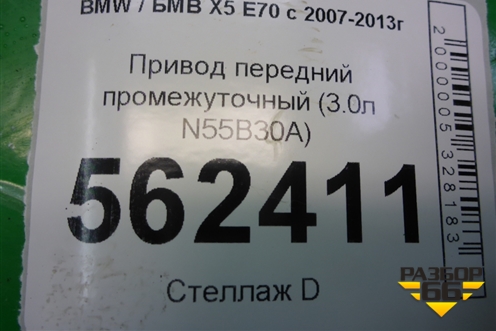 BMW / БМВ X5 E70 с 2007-2013г
Привод передний
промежуточный (3.0л
N55B30A)
562411
Стеллаж D
2000005328183
РАЗБОР
66